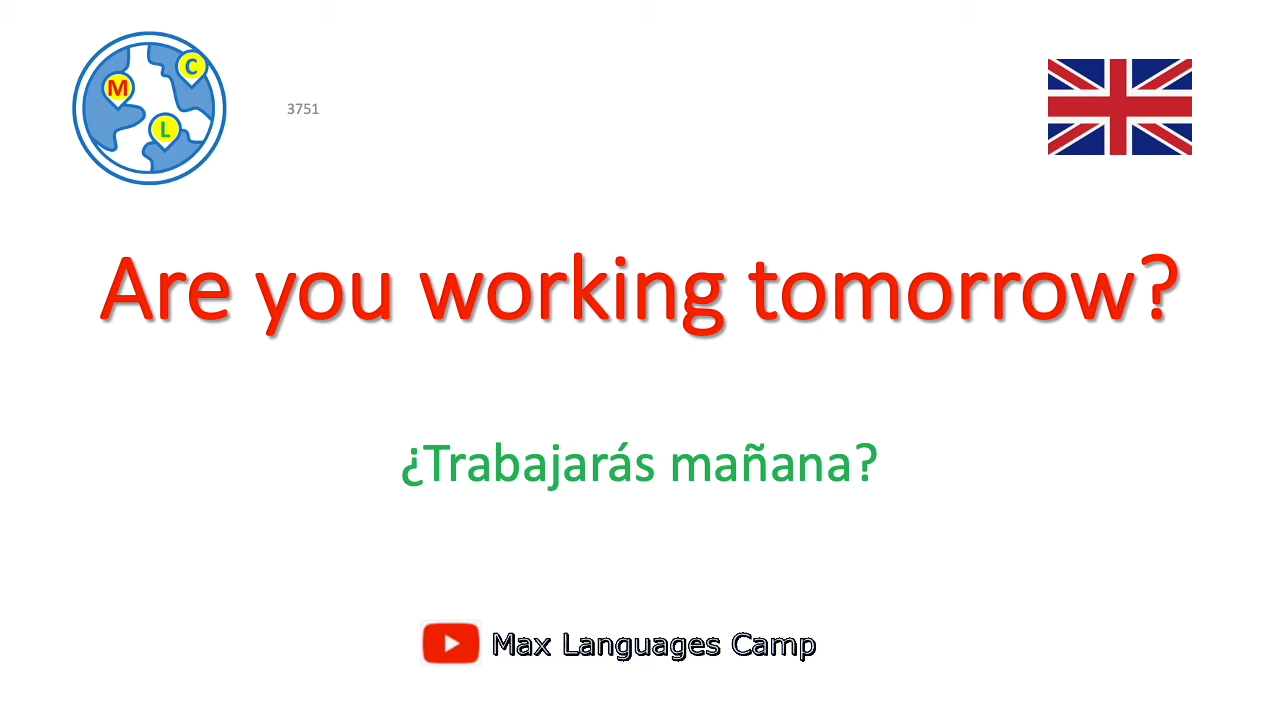 C
M
3751
L
Are you working tomorrow?
¿Trabajarás mañana?
Max Languages Camp